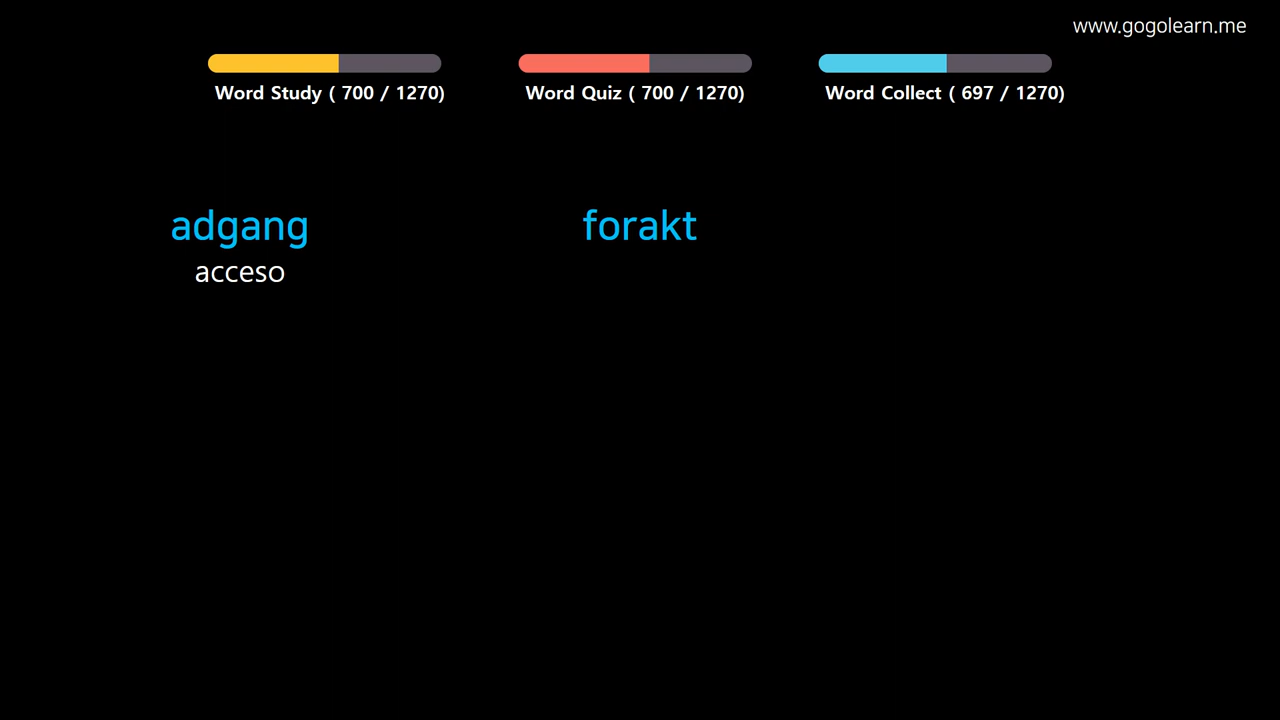 www.gogolearn.me
Word Study ( 700 / 1270)
Word Quiz ( 700 / 1270)
Word Collect ( 697 / 1270)
adgang
acceso
forakt